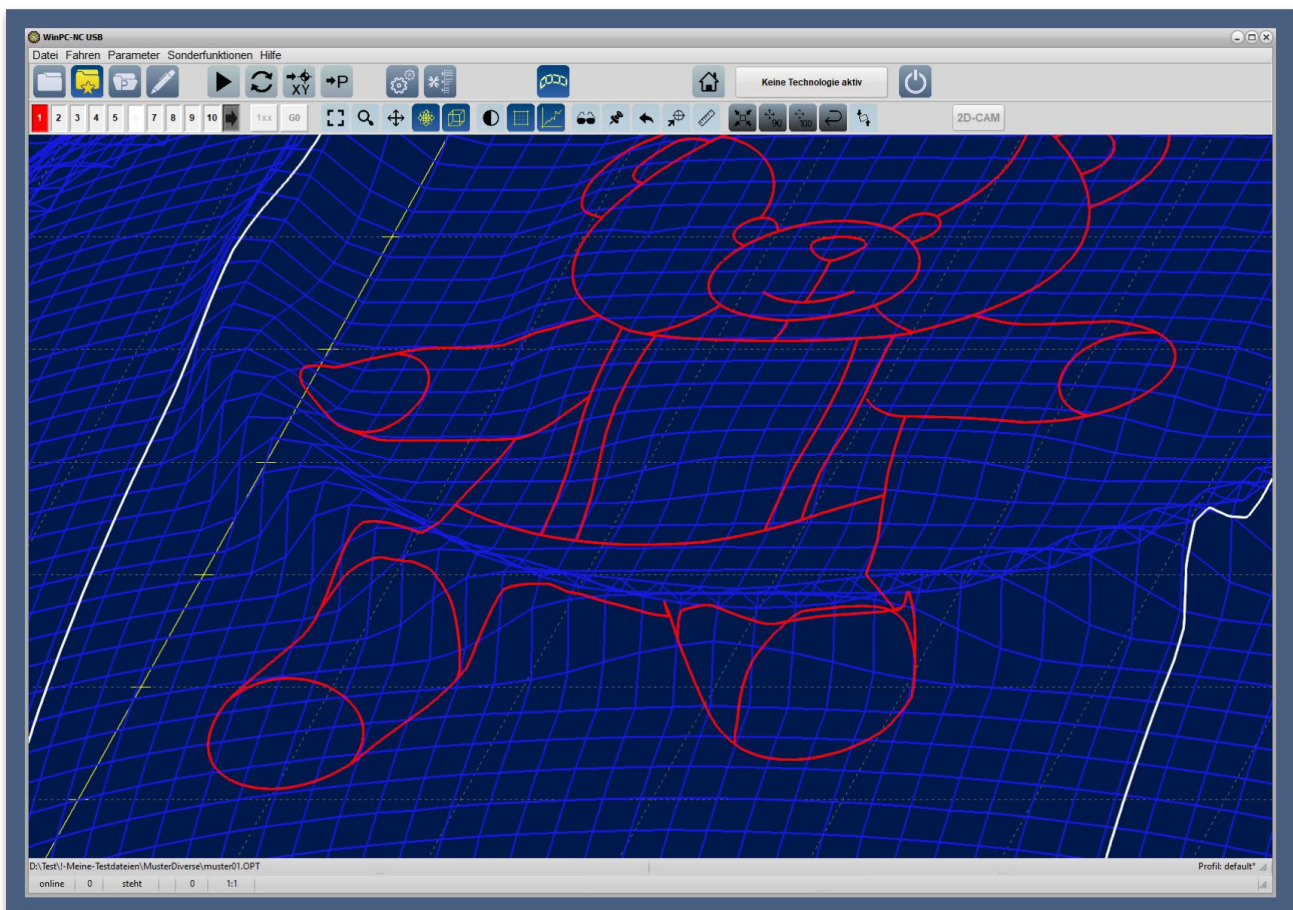 WinPC-NC USB
Datei Fahren Parameter Sonderfunktionen Hilfe
XY P Keine Technologie aktiv
1 2 3 4 5 7 8 9 10 1xx G0 90 100 2D-CAM
D:\Test\!-Meine-Testdateien\MusterDiverse\muster01.OPT Profil: default*
online 0 steht 0 1:1